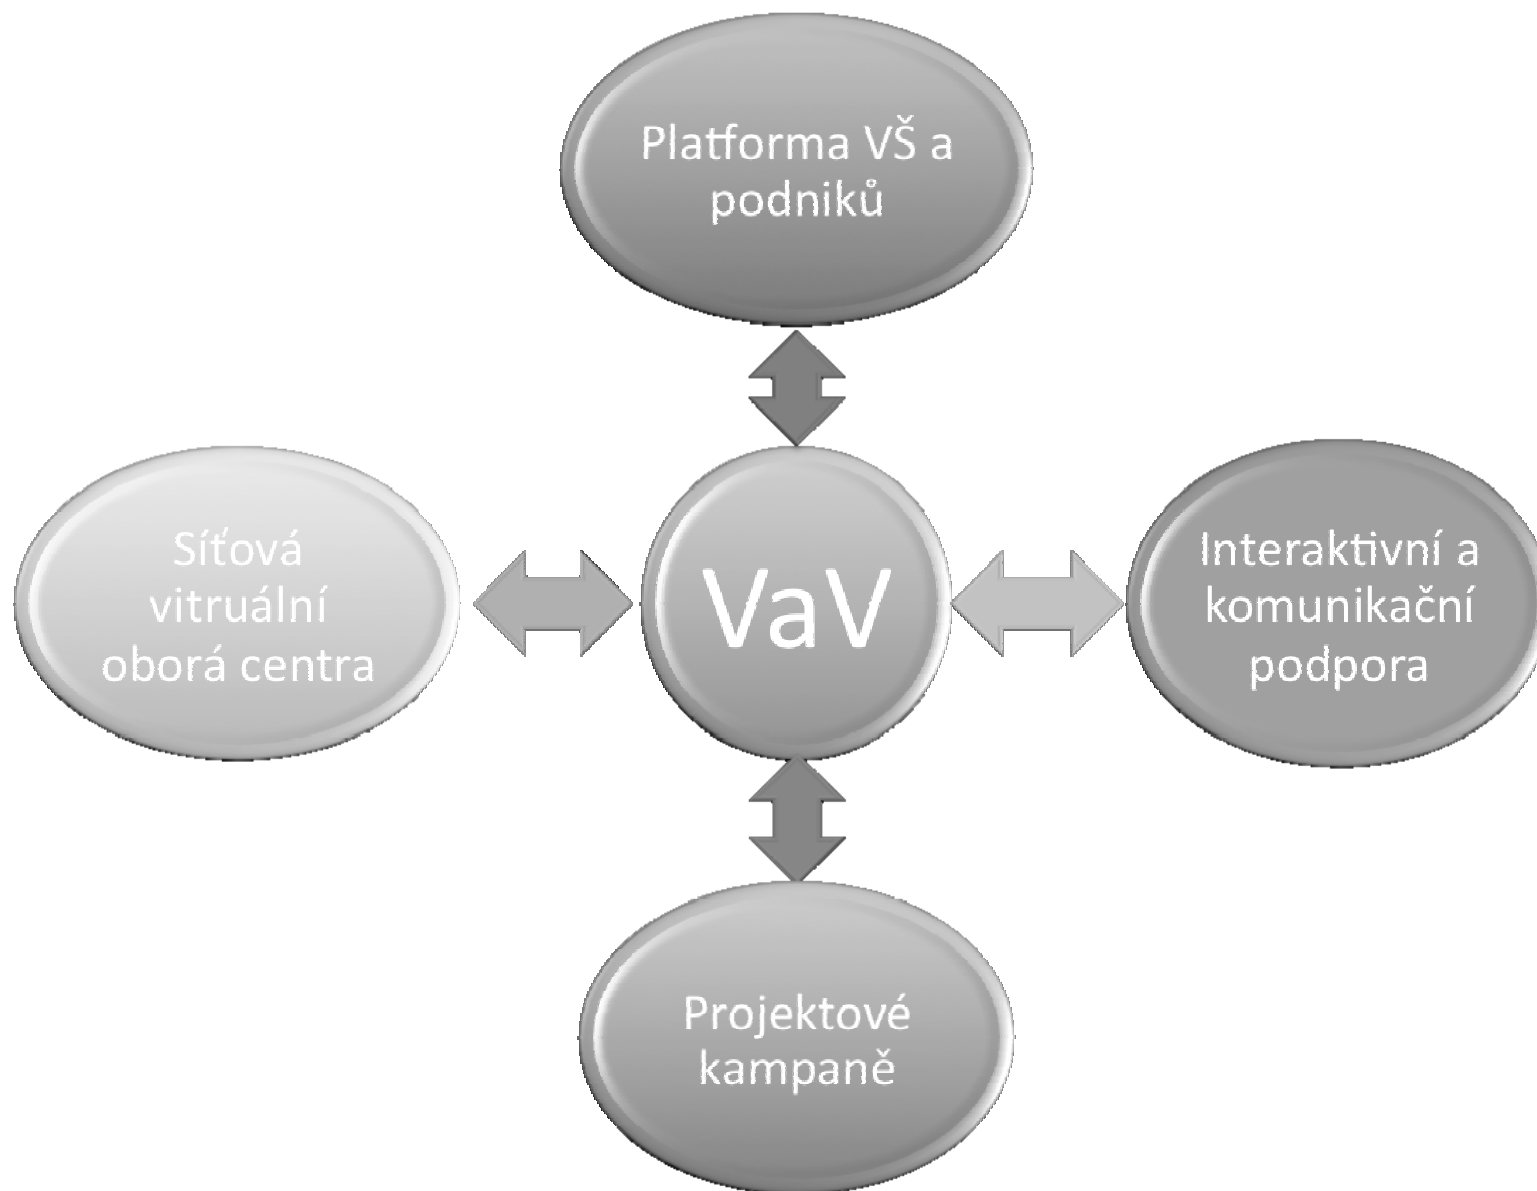 Platforma VŠ a
podniků
Síťová
vitruální
oborá centra
VaV
Interaktivní a
komunikační
podpora
Projektové
kampaně